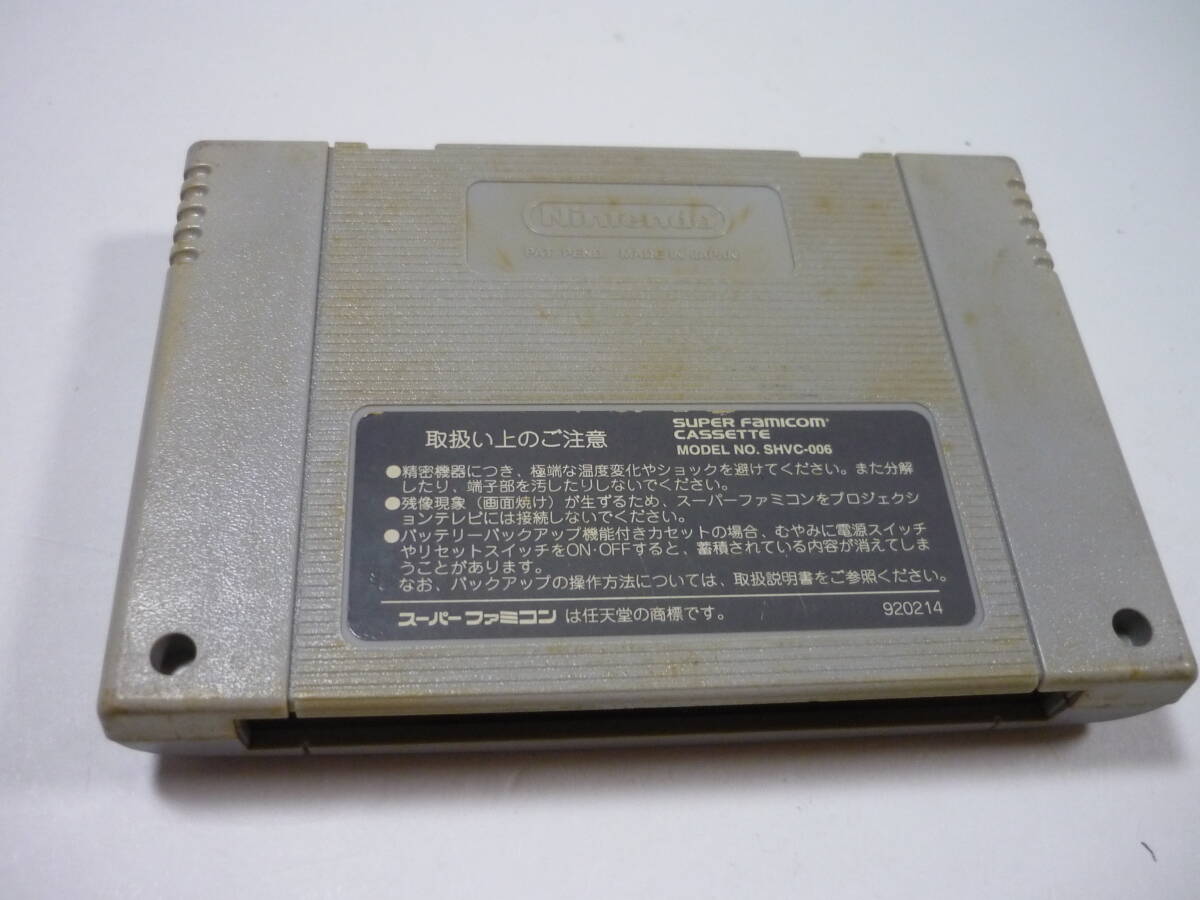 Nintendo
PAT. PEND. MADE IN JAPAN
取扱い上のご注意
SUPER FAMICOM
CASSETTE
MODEL NO. SHVC-006
●精密機器につき、極端な温度変化やショックを避けてください。また分解
したり、端子部を汚したりしないでください。
●残像現象(画面焼け)が生ずるため、スーパーファミコンをプロジェクシ
ョンテレビには接続しないでください。
●バッテリーバックアップ機能付きカセットの場合、むやみに電源スイッチ
やリセットスイッチをON·OFFすると、蓄積されている内容が消えてしま
うことがあります。
なお、バックアップの操作方法については、取扱説明書をご参照ください。
スーパーファミコン は任天堂の商標です。
920214